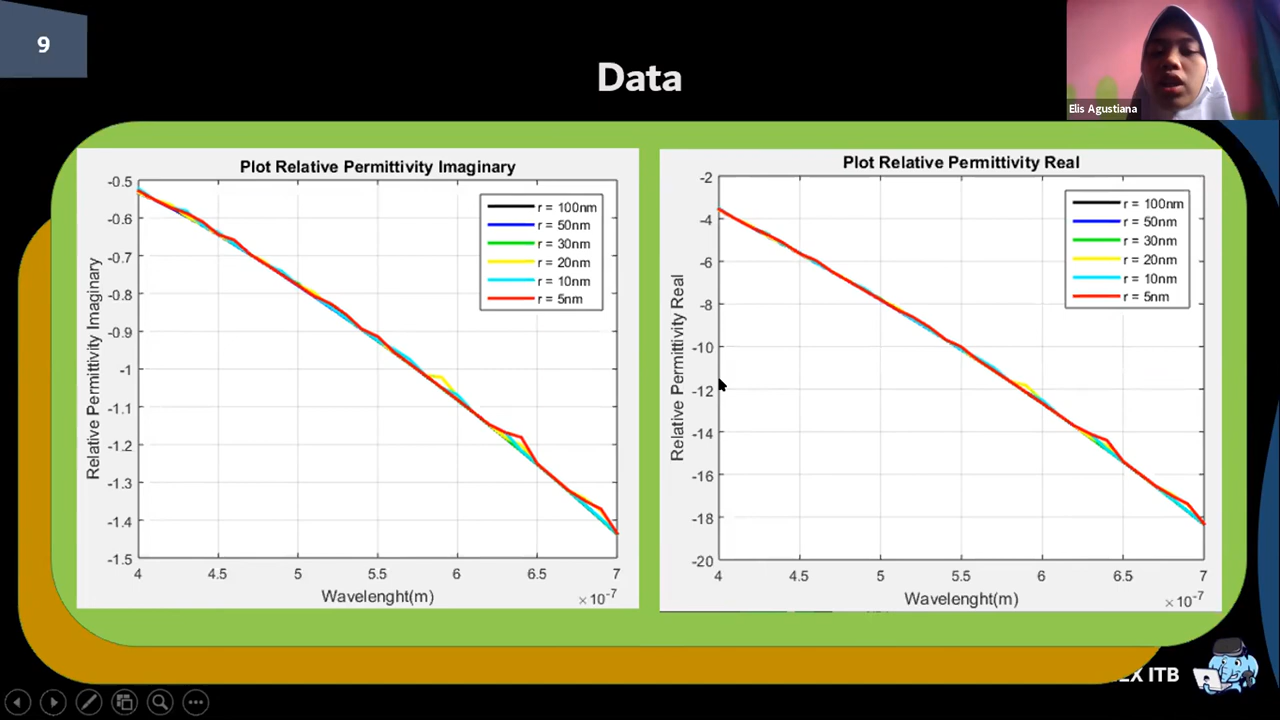 9
Data
Elis Agustiana
Plot Relative Permittivity Imaginary
-0.5
-0.6
-0.7
-0.8
-0.9
-1
-1.1
-1.2
-1.3
-1.4
-1.5
Relative Permittivity Imaginary
r = 100nm
r = 50nm
r = 30nm
r = 20nm
r = 10nm
r = 5nm
4 4.5 5 5.5 6 6.5 7
Wavelenght(m)
×10-7
Plot Relative Permittivity Real
-2
-4
-6
-8
-10
-12
-14
-16
-18
-20
Relative Permittivity Real
r = 100nm
r = 50nm
r = 30nm
r = 20nm
r = 10nm
r = 5nm
4 4.5 5 5.5 6 6.5 7
Wavelenght(m)
×10-7
EX ITB